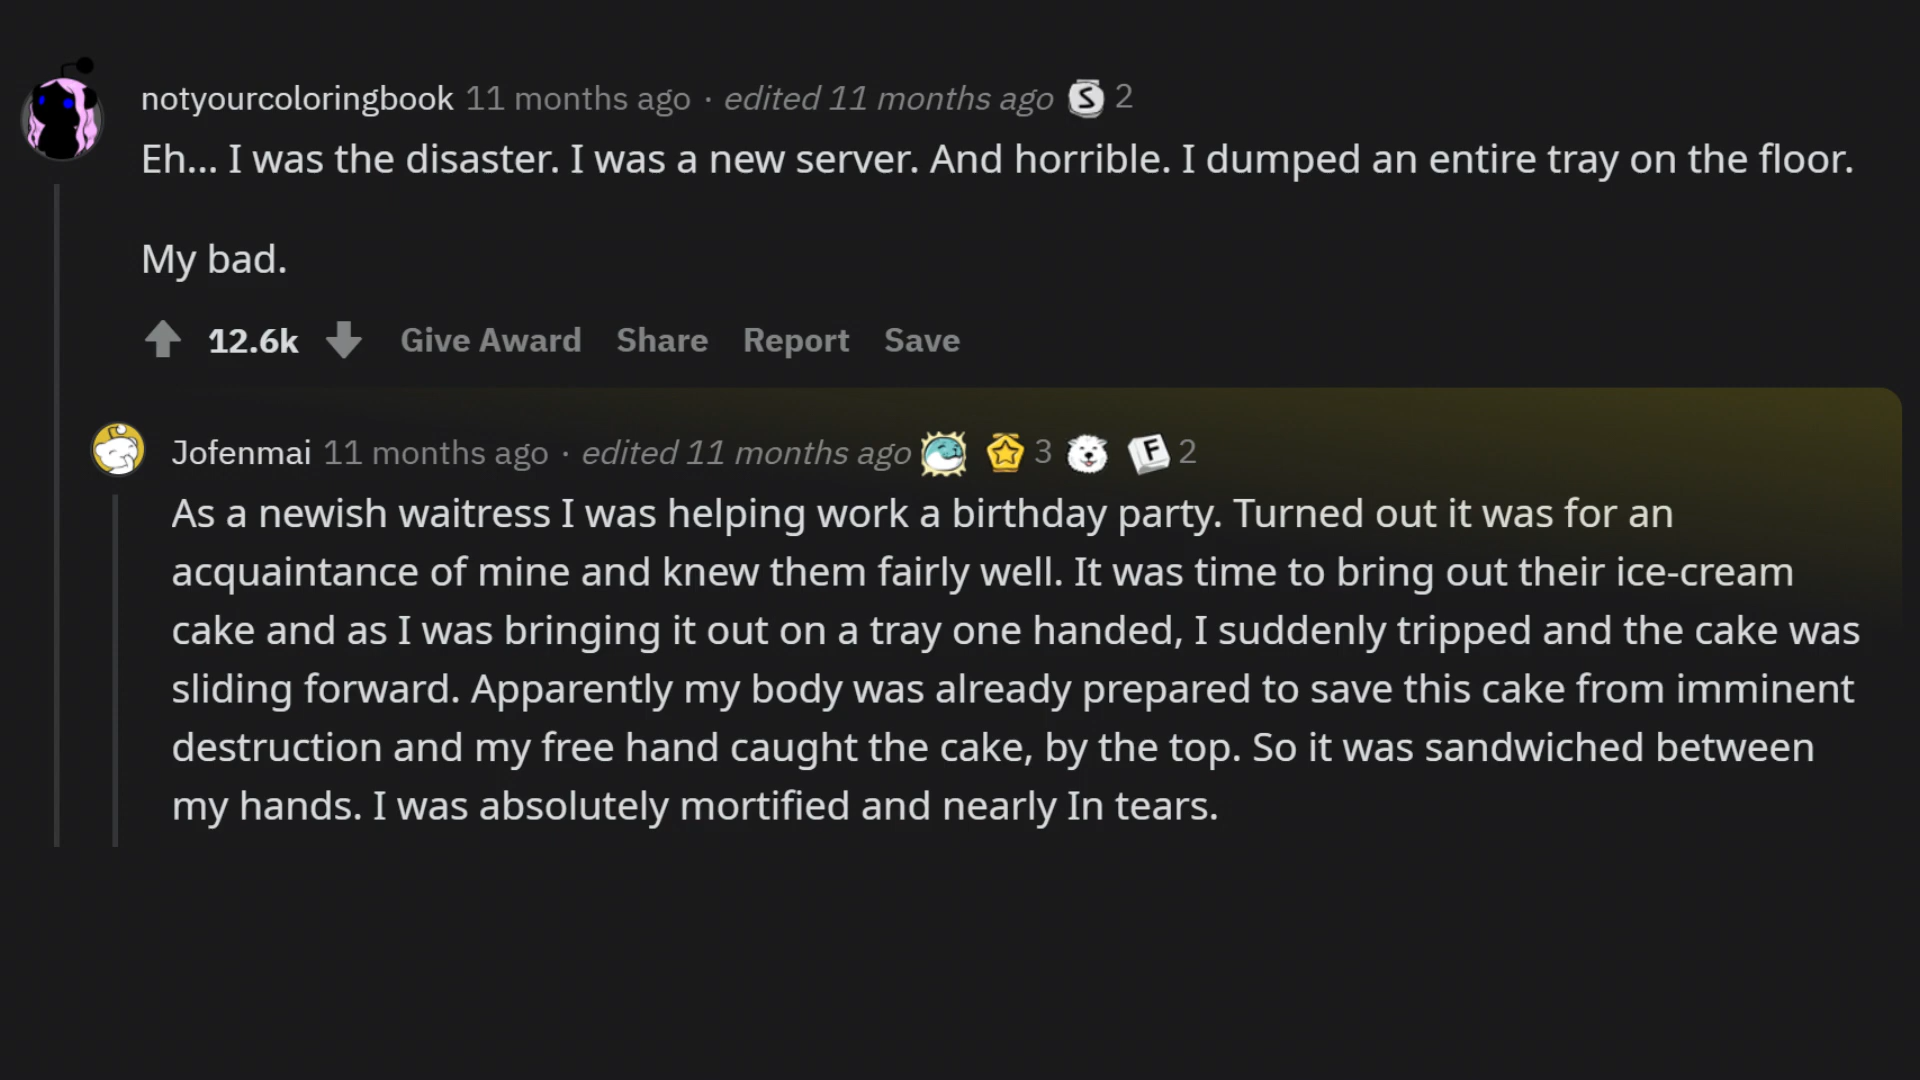 notyourcoloringbook 11 months ago · edited 11 months ago S 2
Eh... I was the disaster. I was a new server. And horrible. I dumped an entire tray on the floor.
My bad.
12.6k Give Award Share Report Save
Jofenmai 11 months ago · edited 11 months ago 3 F 2
As a newish waitress I was helping work a birthday party. Turned out it was for an
acquaintance of mine and knew them fairly well. It was time to bring out their ice-cream
cake and as I was bringing it out on a tray one handed, I suddenly tripped and the cake was
sliding forward. Apparently my body was already prepared to save this cake from imminent
destruction and my free hand caught the cake, by the top. So it was sandwiched between
my hands. I was absolutely mortified and nearly In tears.